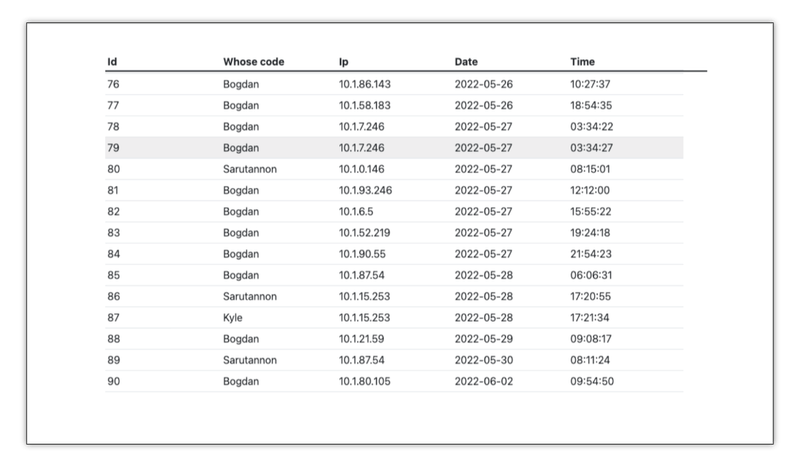 Id Whose code Ip Date Time
76 Bogdan 10.1.86.143 2022-05-26 10:27:37
77 Bogdan 10.1.58.183 2022-05-26 18:54:35
78 Bogdan 10.1.7.246 2022-05-27 03:34:22
79 Bogdan 10.1.7.246 2022-05-27 03:34:27
80 Sarutannon 10.1.0.146 2022-05-27 08:15:01
81 Bogdan 10.1.93.246 2022-05-27 12:12:00
82 Bogdan 10.1.6.5 2022-05-27 15:55:22
83 Bogdan 10.1.52.219 2022-05-27 19:24:18
84 Bogdan 10.1.90.55 2022-05-27 21:54:23
85 Bogdan 10.1.87.54 2022-05-28 06:06:31
86 Sarutannon 10.1.15.253 2022-05-28 17:20:55
87 Kyle 10.1.15.253 2022-05-28 17:21:34
88 Bogdan 10.1.21.59 2022-05-29 09:08:17
89 Sarutannon 10.1.87.54 2022-05-30 08:11:24
90 Bogdan 10.1.80.105 2022-06-02 09:54:50